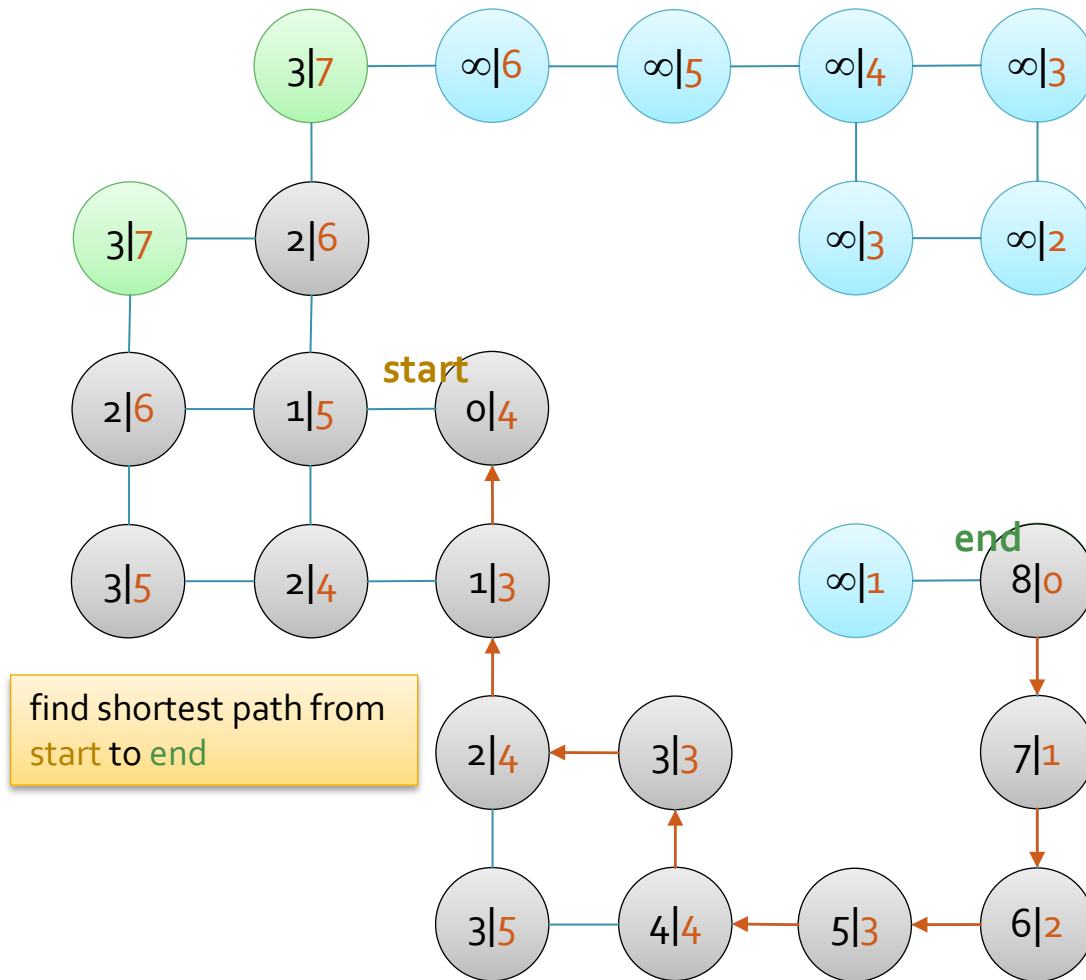 3|7 ∞|6 ∞|5 ∞|4 ∞|3
3|7 2|6 ∞|3 ∞|2
start
2|6 1|5 0|4
end
3|5 2|4 1|3 ∞|1 8|0
find shortest path from
start to end
2|4 3|3 7|1
3|5 4|4 5|3 6|2